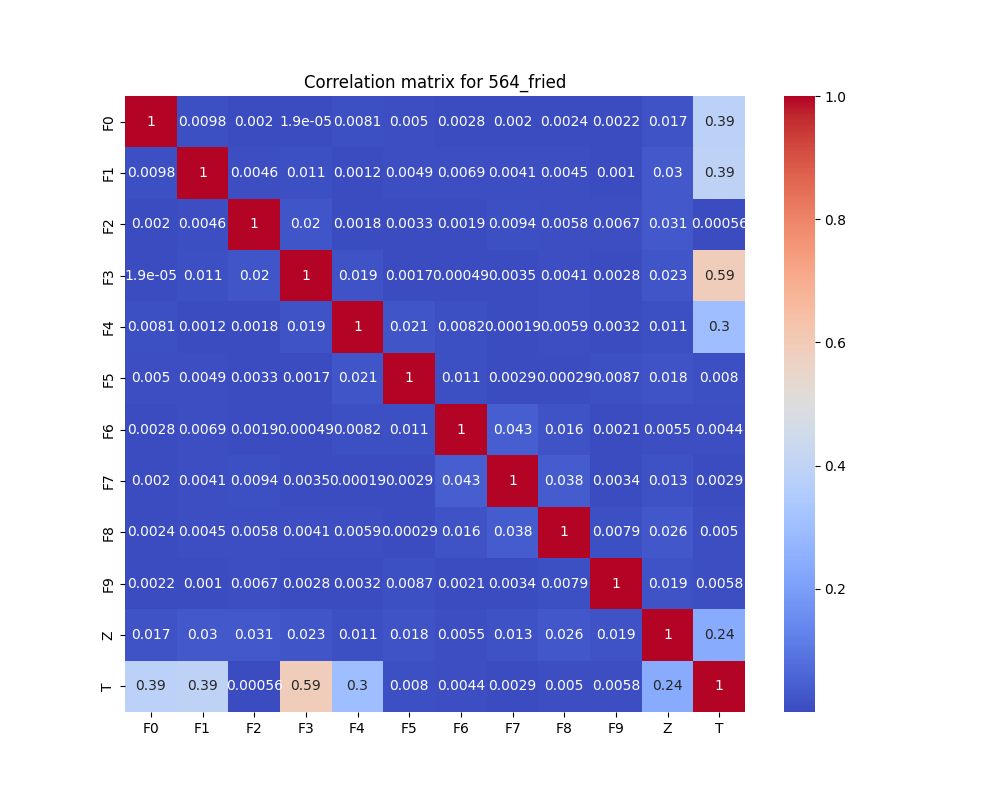 Correlation matrix for 564_fried
F0 1 0.0098 0.002 1.9e-05 0.0081 0.005 0.0028 0.002 0.0024 0.0022 0.017 0.39
F1 0.0098 1 0.0046 0.011 0.0012 0.0049 0.0069 0.0041 0.0045 0.001 0.03 0.39
F2 0.002 0.0046 1 0.02 0.0018 0.0033 0.0019 0.0094 0.0058 0.0067 0.031 0.00056
F3 1.9e-05 0.011 0.02 1 0.019 0.0017 0.00049 0.0035 0.0041 0.0028 0.023 0.59
F4 0.0081 0.0012 0.0018 0.019 1 0.021 0.0082 0.00019 0.0059 0.0032 0.011 0.3
F5 0.005 0.0049 0.0033 0.0017 0.021 1 0.011 0.0029 0.00029 0.0087 0.018 0.008
F6 0.0028 0.0069 0.0019 0.00049 0.0082 0.011 1 0.043 0.016 0.0021 0.0055 0.0044
F7 0.002 0.0041 0.0094 0.0035 0.00019 0.0029 0.043 1 0.038 0.0034 0.013 0.0029
F8 0.0024 0.0045 0.0058 0.0041 0.0059 0.00029 0.016 0.038 1 0.0079 0.026 0.005
F9 0.0022 0.001 0.0067 0.0028 0.0032 0.0087 0.0021 0.0034 0.0079 1 0.019 0.0058
Z 0.017 0.03 0.031 0.023 0.011 0.018 0.0055 0.013 0.026 0.019 1 0.24
T 0.39 0.39 0.00056 0.59 0.3 0.008 0.0044 0.0029 0.005 0.0058 0.24 1
F0 F1 F2 F3 F4 F5 F6 F7 F8 F9 Z T
1.0
0.8
0.6
0.4
0.2